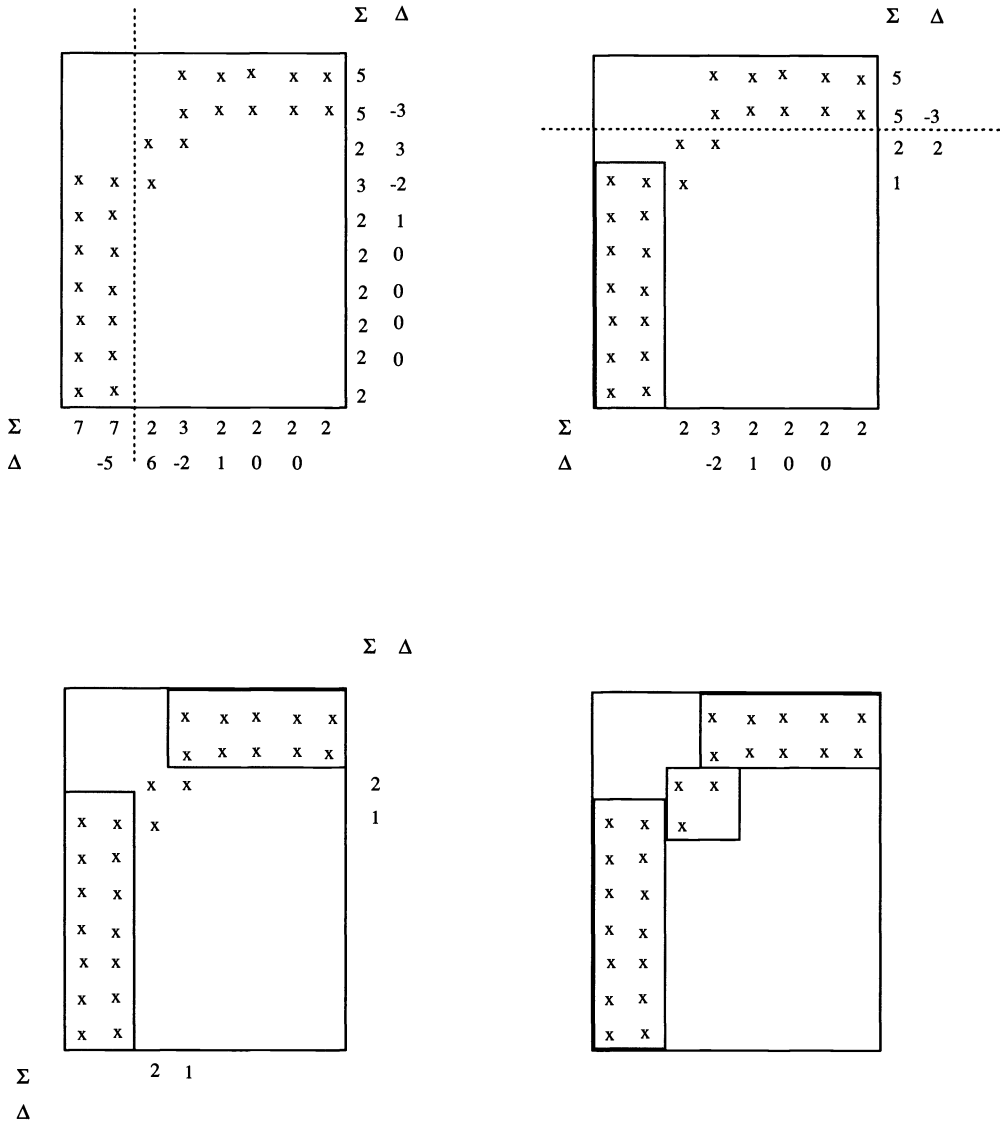 Σ Δ
x x x x x 5
x x x x x 5 -3
x x 2 3
x x x 3 -2
x x 2 1
x x 2 0
x x 2 0
x x 2 0
x x 2 0
x x 2
Σ 7 7 2 3 2 2 2 2
Δ -5 6 -2 1 0 0
Σ Δ
x x x x x 5
x x x x x 5 -3
x x 2 2
x x x 1
x x
x x
x x
x x
x x
x x
Σ 2 3 2 2 2 2
Δ -2 1 0 0
Σ Δ
x x x x x
x x x x x
x x 2
x x x 1
x x
x x
x x
x x
x x
x x
Σ 2 1
Δ
x x x x x
x x x x x
x x
x x x
x x
x x
x x
x x
x x
x x